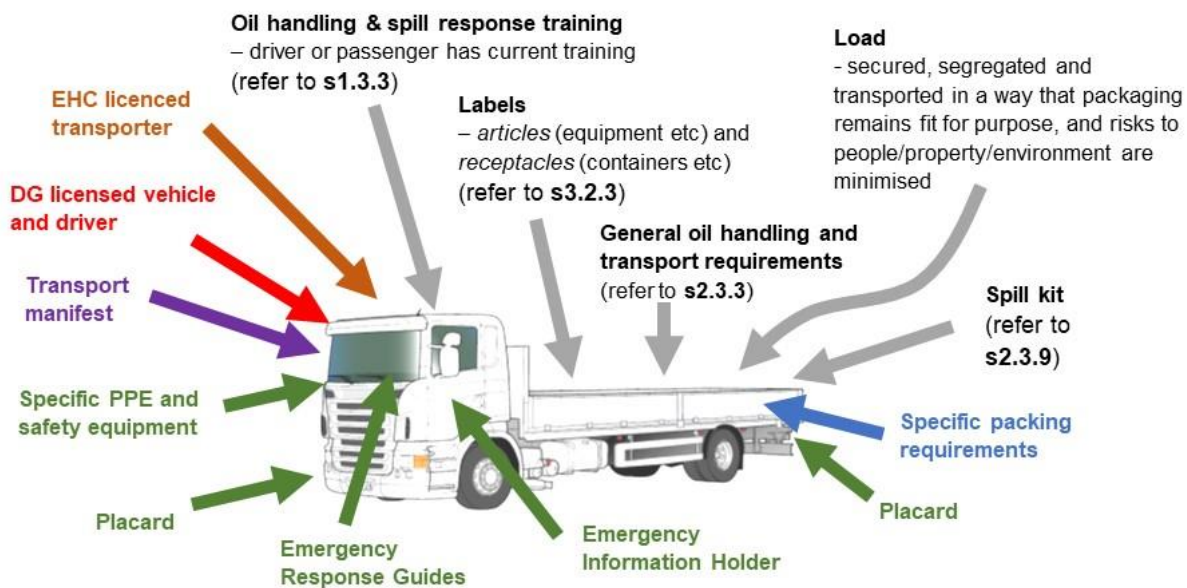 Oil handling & spill response training
– driver or passenger has current training
(refer to s1.3.3)
Load
- secured, segregated and
transported in a way that packaging
remains fit for purpose, and risks to
people/property/environment are
minimised
EHC licenced
transporter
Labels
– articles (equipment etc) and
receptacles (containers etc)
(refer to s3.2.3)
DG licensed vehicle
and driver
General oil handling and
transport requirements
(refer to s2.3.3)
Transport
manifest
Spill kit
(refer to
s2.3.9)
Specific PPE and
safety equipment
Specific packing
requirements
Placard
Emergency
Response Guides
Emergency
Information Holder
Placard